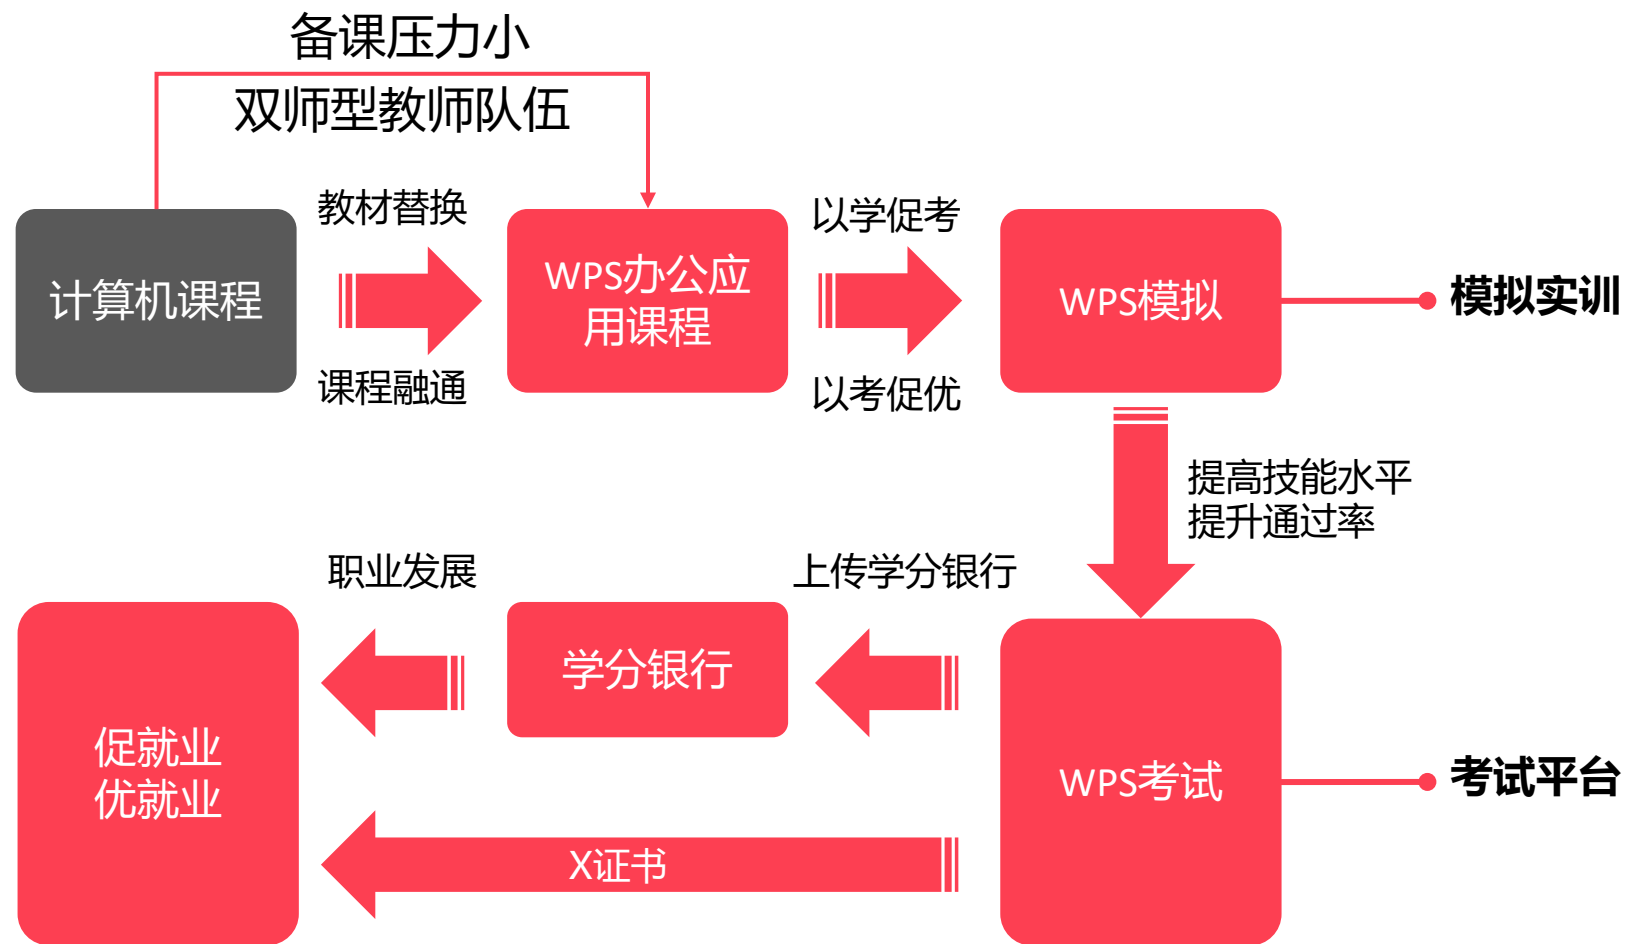 备课压力小
双师型教师队伍
教材替换
以学促考
计算机课程
WPS办公应
用课程
WPS模拟
模拟实训
课程融通
以考促优
提高技能水平
提升通过率
职业发展
上传学分银行
学分银行
促就业
优就业
WPS考试
考试平台
X证书